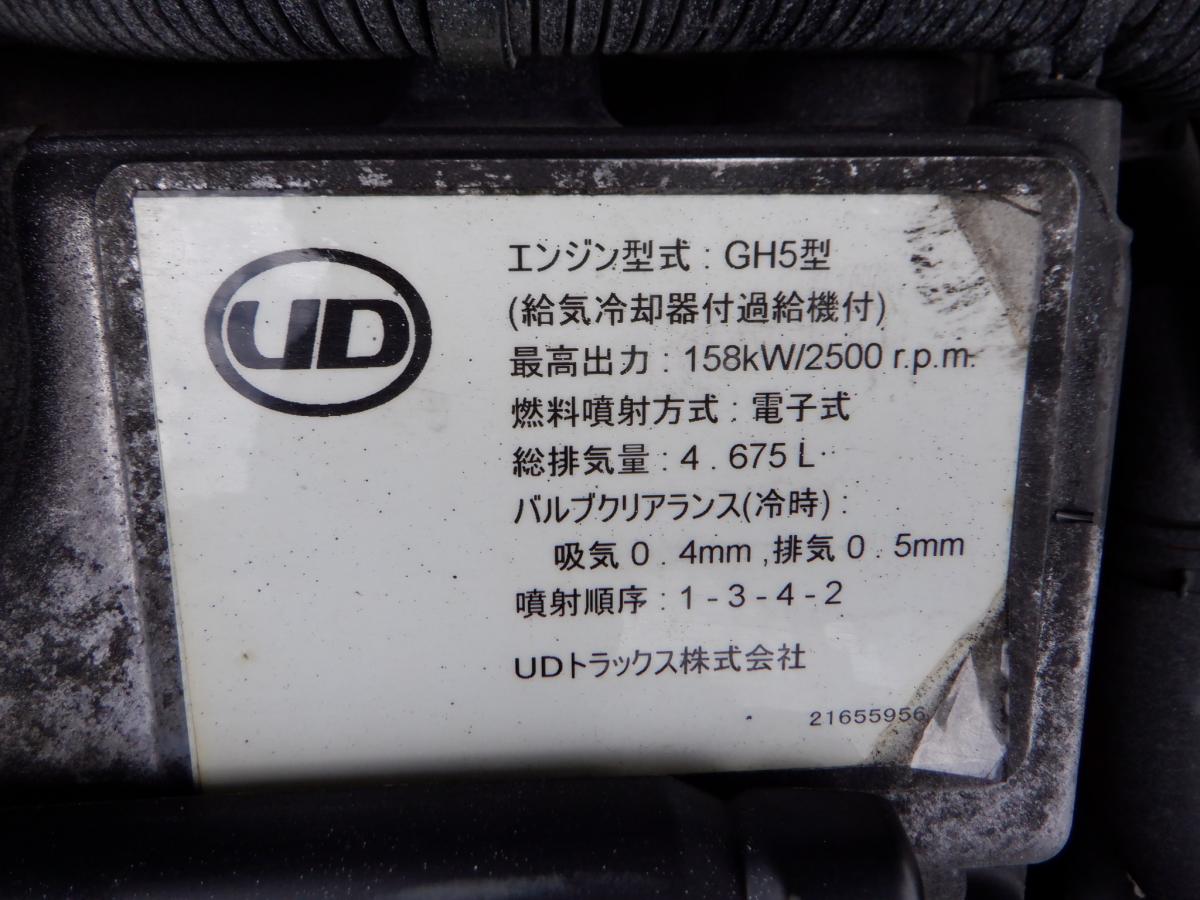 UD
エンジン型式 : GH5型
(給気冷却器付過給機付)
最高出力 : 158kW/2500 r.p.m.
燃料噴射方式 : 電子式
総排気量 : 4 . 675 L
バルブクリアランス(冷時) :
吸気 0 . 4mm ,排気 0 . 5mm
噴射順序 : 1 - 3 - 4 - 2
UDトラックス株式会社
21655956